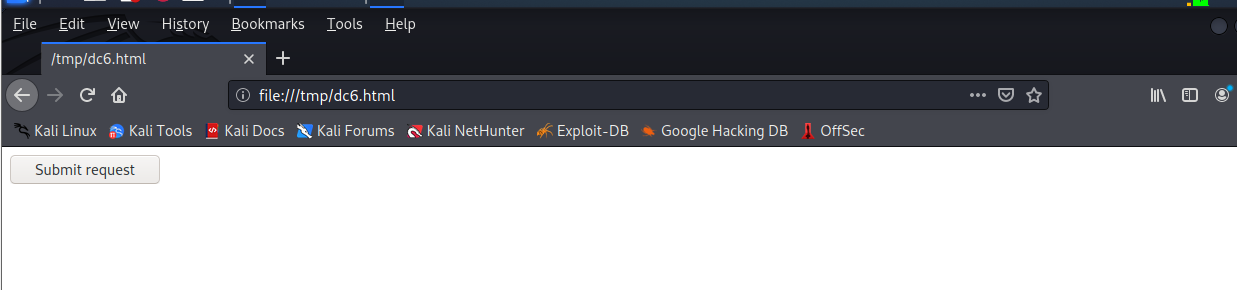 File Edit View History Bookmarks Tools Help
/tmp/dc6.html
file:///tmp/dc6.html
Kali Linux Kali Tools Kali Docs Kali Forums Kali NetHunter Exploit-DB Google Hacking DB OffSec
Submit request